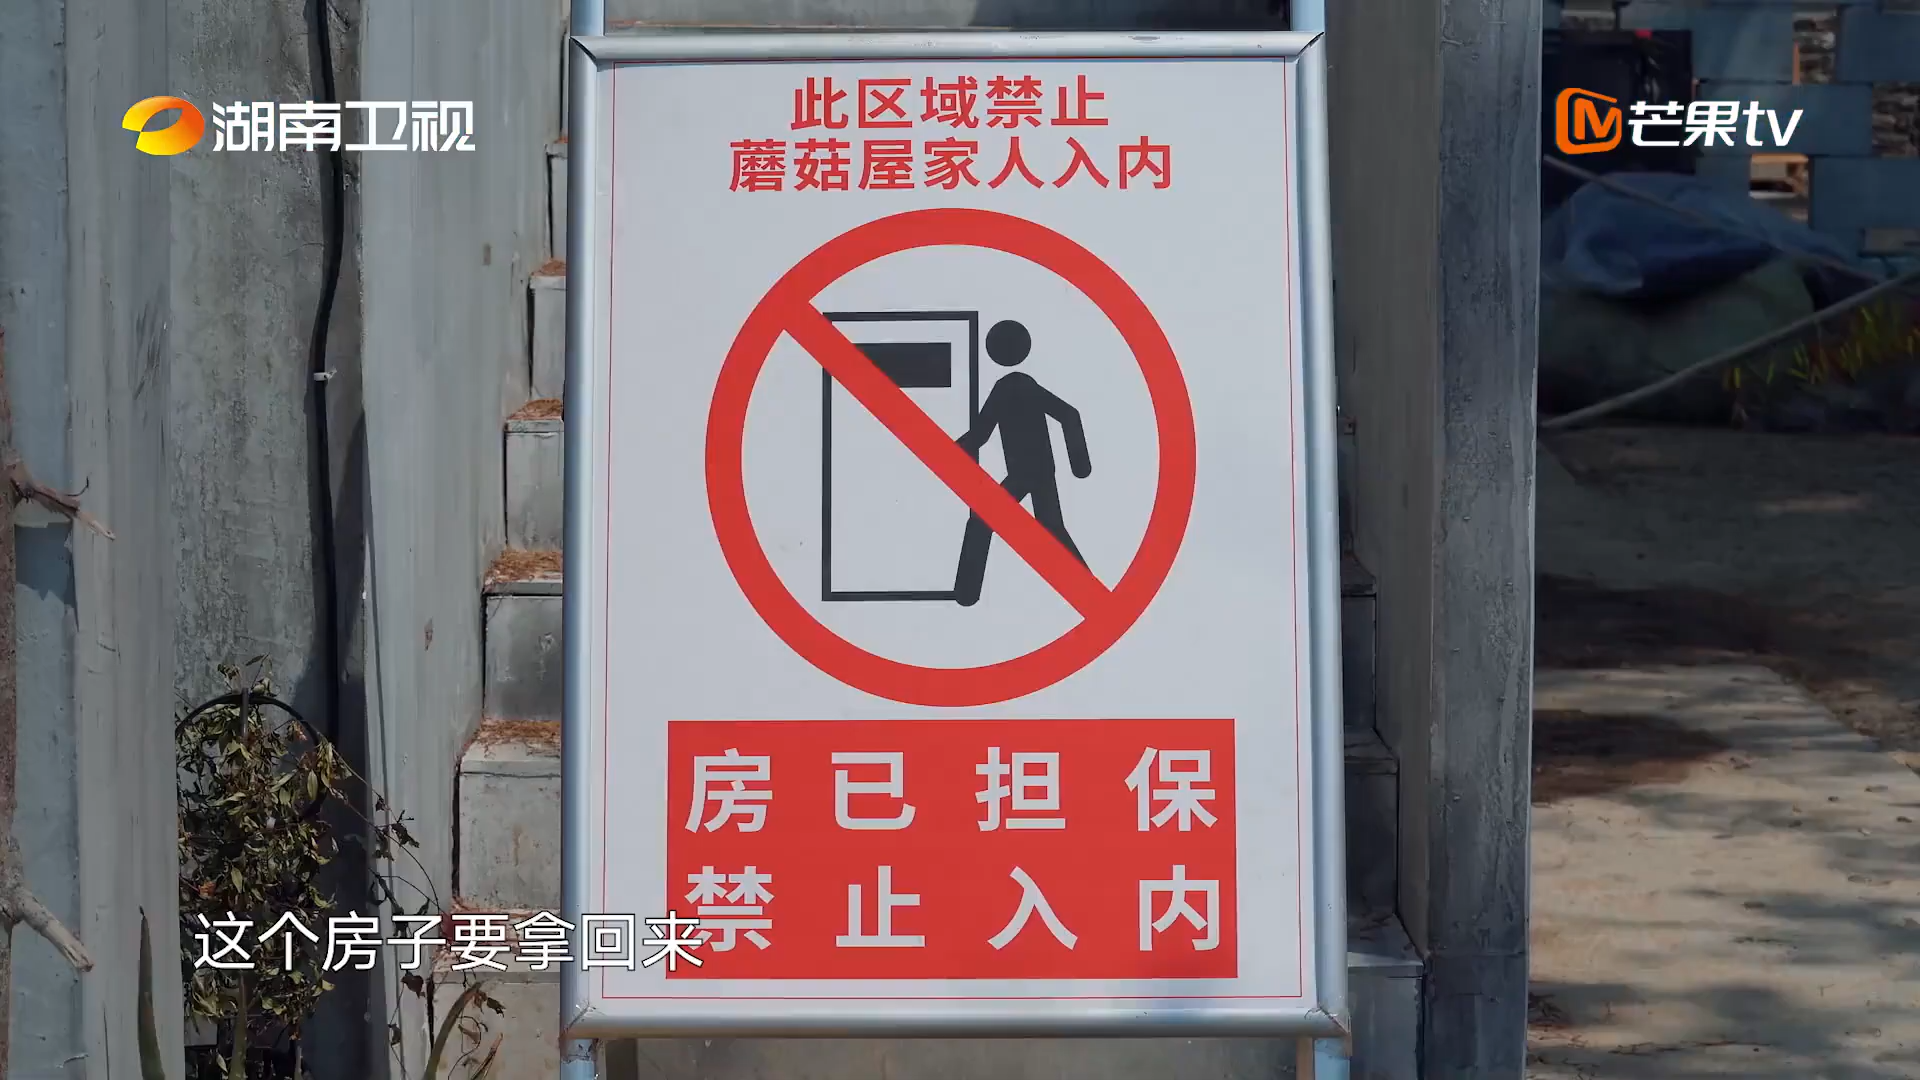 湖南卫视
芒果tv
此区域禁止
蘑菇屋家人入内
房已担保
禁止入内
这个房子要拿回来